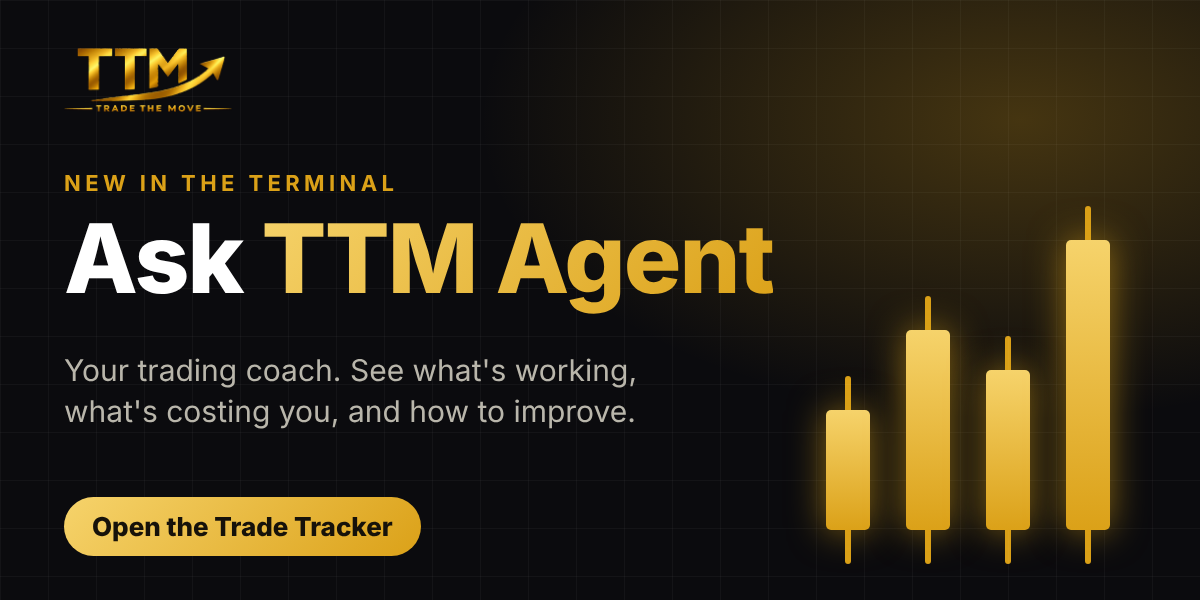 TTM
TRADE THE MOVE
NEW IN THE TERMINAL
Ask TTM Agent
Your trading coach. See what's working,
what's costing you, and how to improve.
Open the Trade Tracker